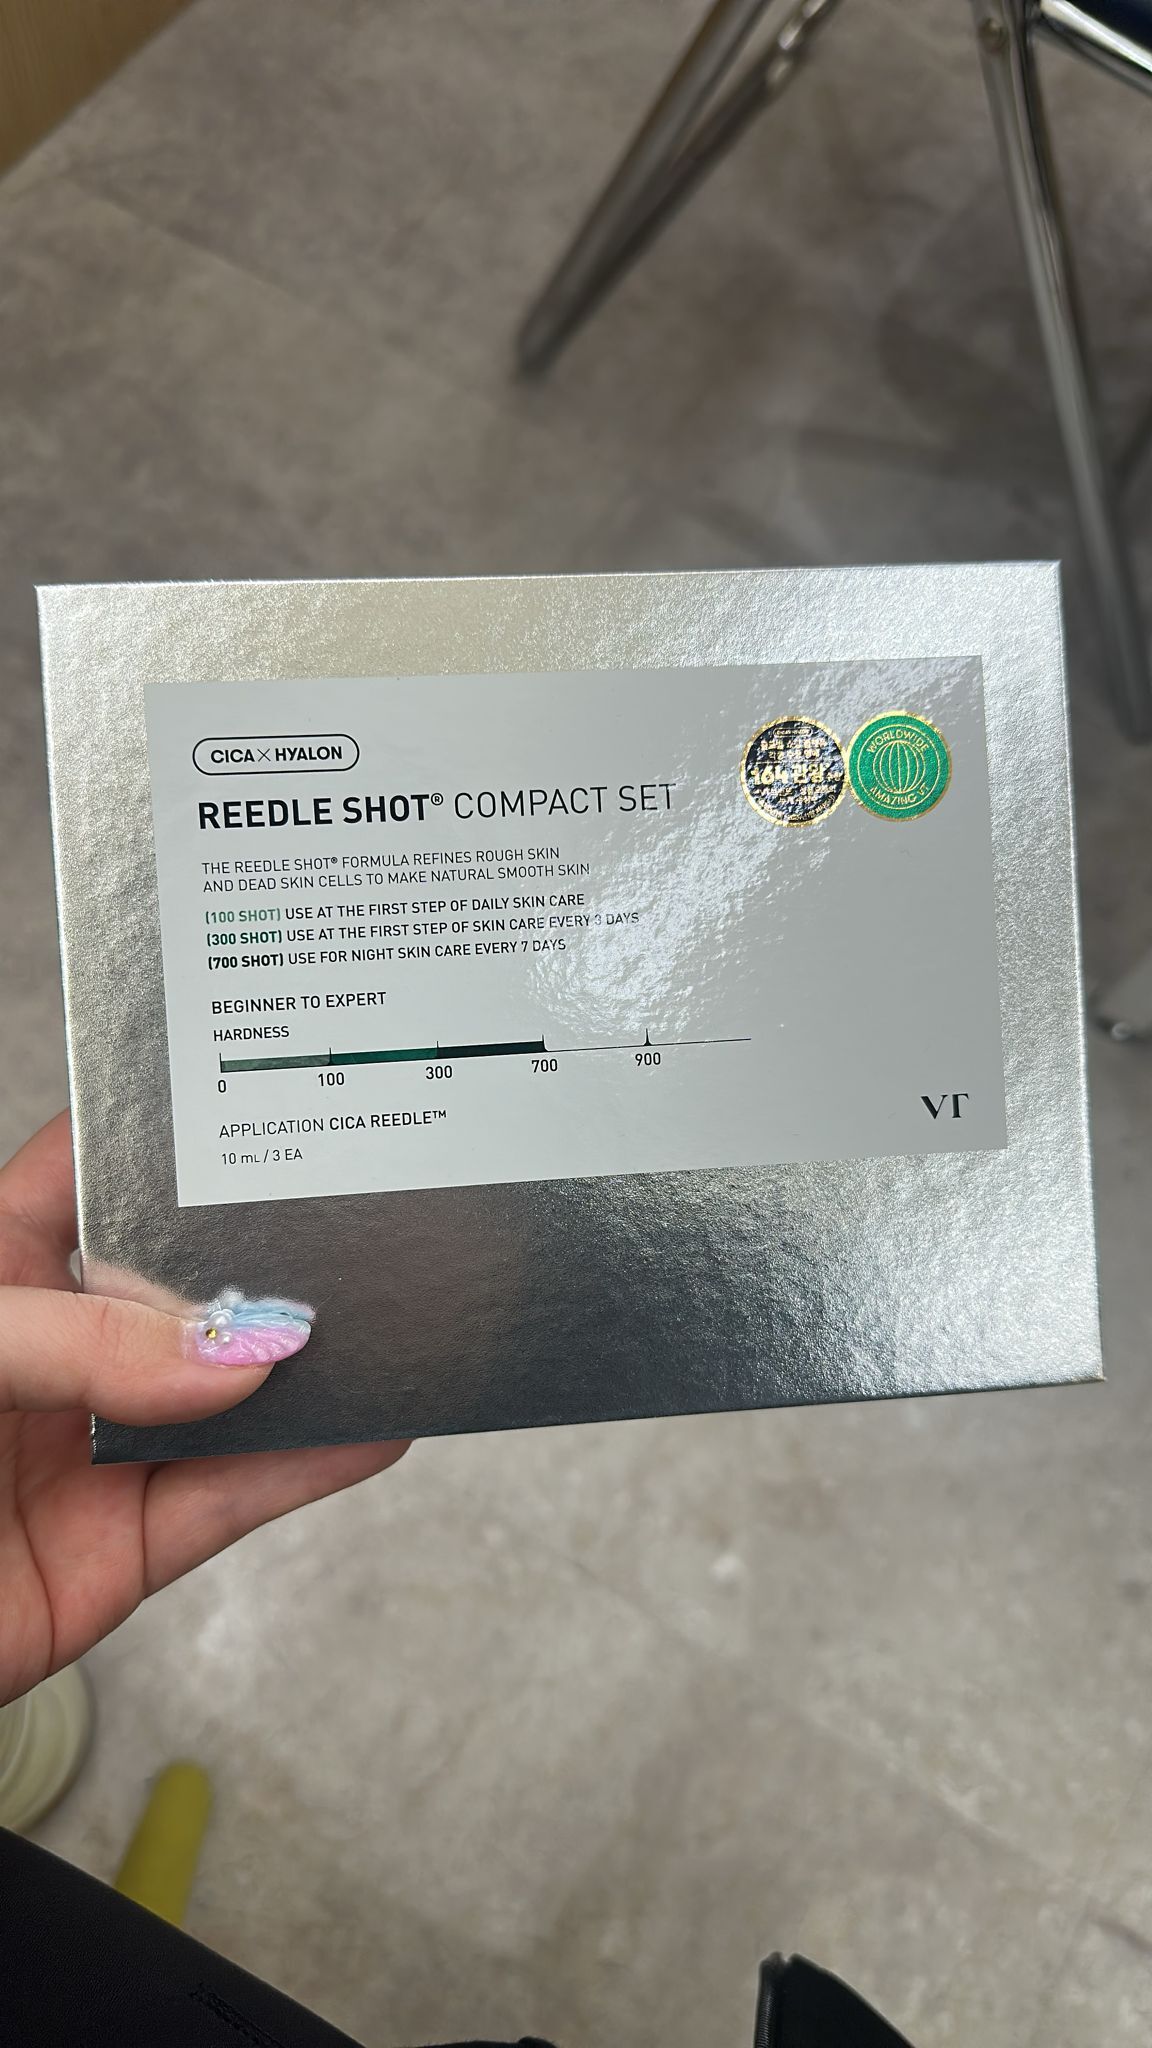 CICA × HYALON
REEDLE SHOT® COMPACT SET
THE REEDLE SHOT® FORMULA REFINES ROUGH SKIN
AND DEAD SKIN CELLS TO MAKE NATURAL SMOOTH SKIN
(100 SHOT) USE AT THE FIRST STEP OF DAILY SKIN CARE
(300 SHOT) USE AT THE FIRST STEP OF SKIN CARE EVERY 3 DAYS
(700 SHOT) USE FOR NIGHT SKIN CARE EVERY 7 DAYS
BEGINNER TO EXPERT
HARDNESS
0 100 300 700 900
APPLICATION CICA REEDLE™
10 mL / 3 EA
WORLDWIDE
AMAZING VT
VT